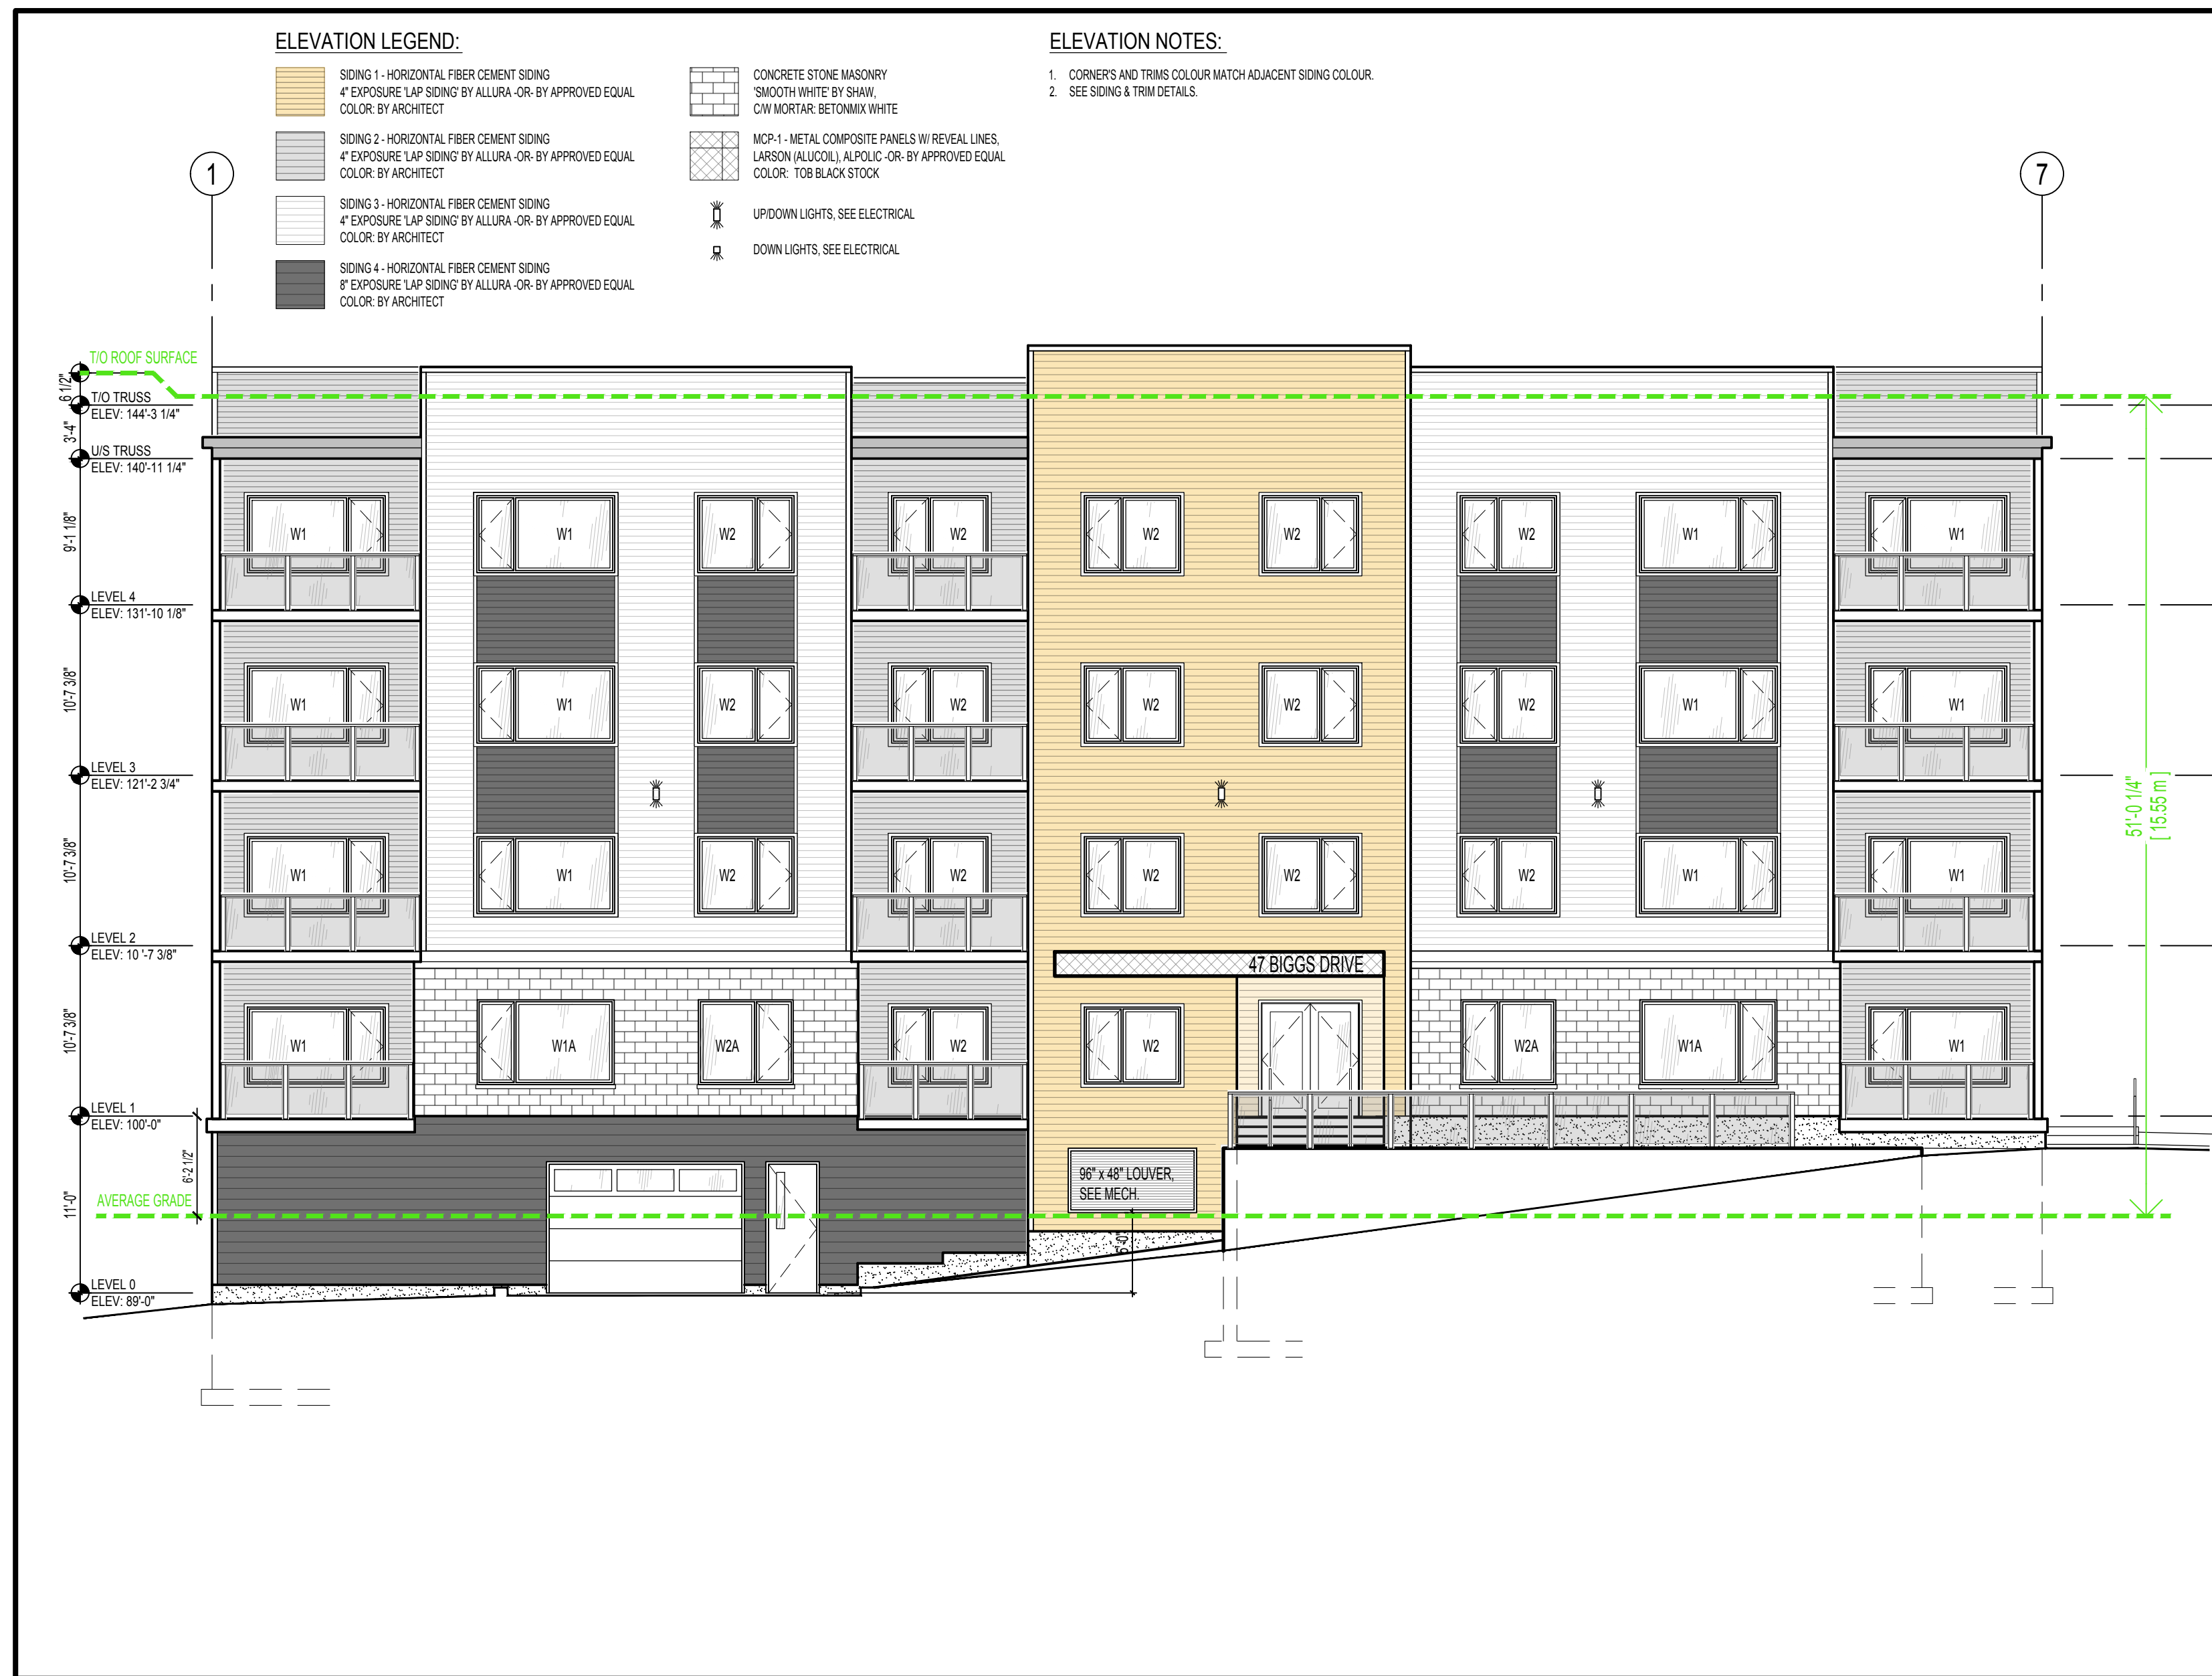 ELEVATION LEGEND:
SIDING 1 - HORIZONTAL FIBER CEMENT SIDING
4" EXPOSURE 'LAP SIDING' BY ALLURA -OR- BY APPROVED EQUAL
COLOR: BY ARCHITECT
SIDING 2 - HORIZONTAL FIBER CEMENT SIDING
4" EXPOSURE 'LAP SIDING' BY ALLURA -OR- BY APPROVED EQUAL
COLOR: BY ARCHITECT
SIDING 3 - HORIZONTAL FIBER CEMENT SIDING
4" EXPOSURE 'LAP SIDING' BY ALLURA -OR- BY APPROVED EQUAL
COLOR: BY ARCHITECT
SIDING 4 - HORIZONTAL FIBER CEMENT SIDING
8" EXPOSURE 'LAP SIDING' BY ALLURA -OR- BY APPROVED EQUAL
COLOR: BY ARCHITECT
CONCRETE STONE MASONRY
'SMOOTH WHITE' BY SHAW,
C/W MORTAR: BETONMIX WHITE
MCP-1 - METAL COMPOSITE PANELS W/ REVEAL LINES,
LARSON (ALUCOIL), ALPOLIC -OR- BY APPROVED EQUAL
COLOR: TOB BLACK STOCK
UP/DOWN LIGHTS, SEE ELECTRICAL
DOWN LIGHTS, SEE ELECTRICAL
ELEVATION NOTES:
1. CORNER'S AND TRIMS COLOUR MATCH ADJACENT SIDING COLOUR.
2. SEE SIDING & TRIM DETAILS.
1
7
T/O ROOF SURFACE
6 1/2"
T/O TRUSS
ELEV: 144'-3 1/4"
3'-4"
U/S TRUSS
ELEV: 140'-11 1/4"
9'-1 1/8"
W1 W1 W2 W2 W2 W2 W2 W1 W1
LEVEL 4
ELEV: 131'-10 1/8"
10'-7 3/8"
W1 W1 W2 W2 W2 W2 W2 W1 W1
LEVEL 3
ELEV: 121'-2 3/4"
51'-0 1/4"
[ 15.55 m ]
10'-7 3/8"
W1 W1 W2 W2 W2 W2 W2 W1 W1
LEVEL 2
ELEV: 10 '-7 3/8"
47 BIGGS DRIVE
10'-7 3/8"
W1 W1A W2A W2 W2 W2A W1A W1
LEVEL 1
ELEV: 100'-0"
6'-2 1/2"
11'-0"
96" x 48" LOUVER,
SEE MECH.
AVERAGE GRADE
6'-0"
LEVEL 0
ELEV: 89'-0"